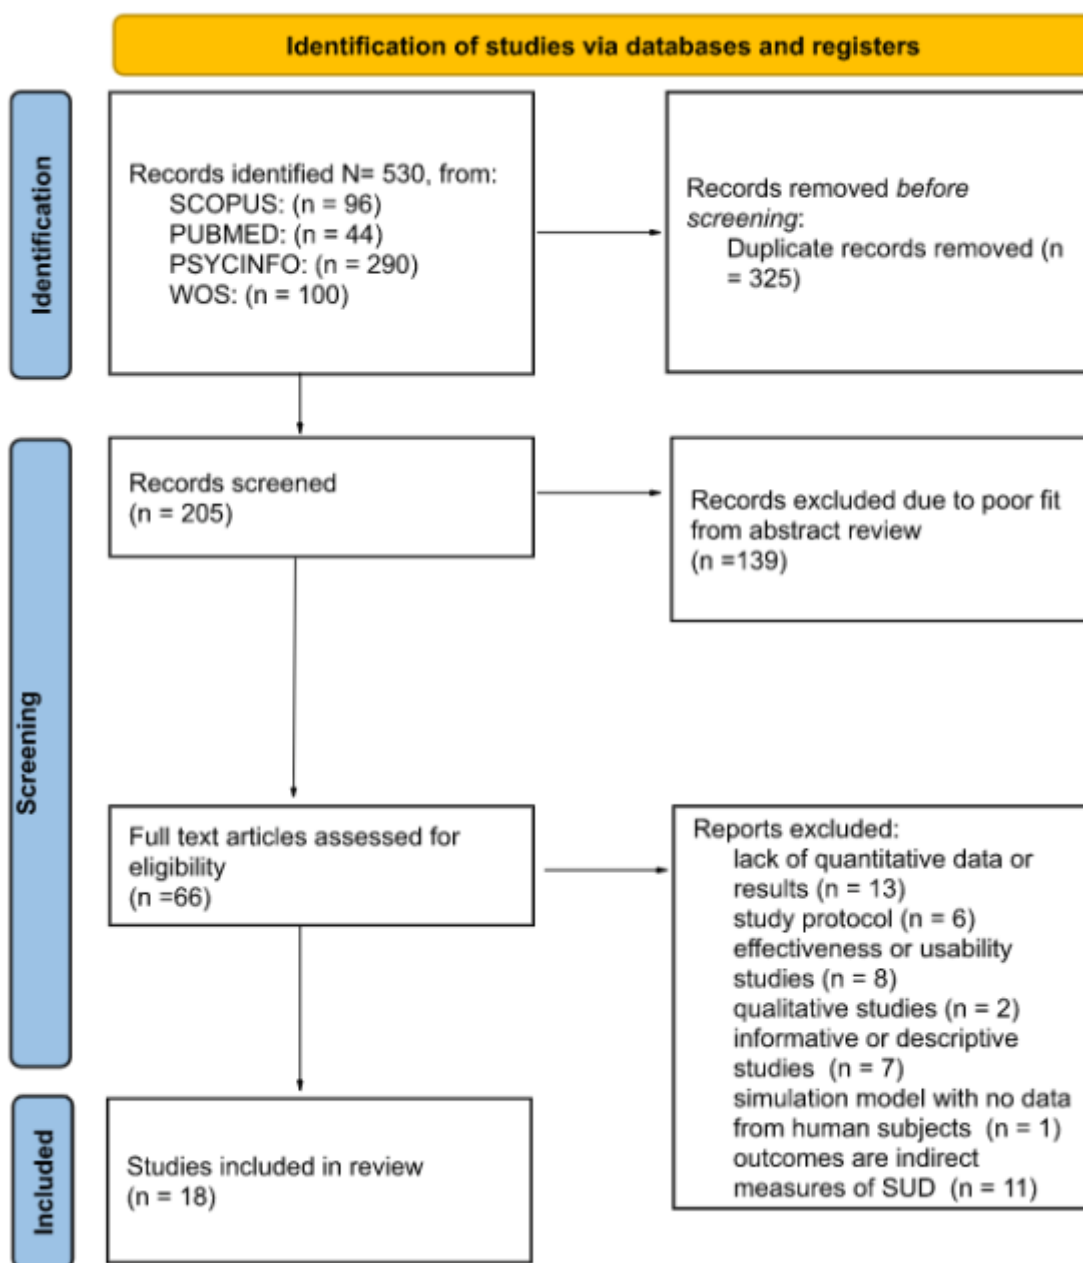 Identification of studies via databases and registers
Identification
Records identified N= 530, from:
SCOPUS: (n = 96)
PUBMED: (n = 44)
PSYCINFO: (n = 290)
WOS: (n = 100)
Records removed before
screening:
Duplicate records removed (n
= 325)
Screening
Records screened
(n = 205)
Records excluded due to poor fit
from abstract review
(n =139)
Full text articles assessed for
eligibility
(n =66)
Reports excluded:
lack of quantitative data or
results (n = 13)
study protocol (n = 6)
effectiveness or usability
studies (n = 8)
qualitative studies (n = 2)
informative or descriptive
studies  (n = 7)
simulation model with no data
from human subjects  (n = 1)
outcomes are indirect
measures of SUD  (n = 11)
Included
Studies included in review
(n = 18)